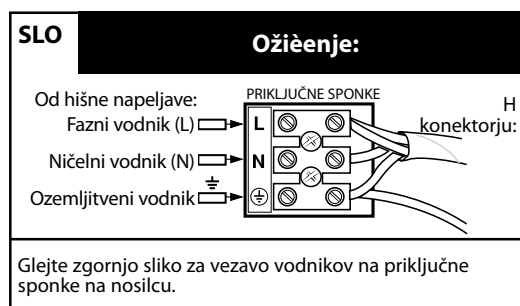 SLO
Ožièenje:
Od hišne napeljave:
PRIKLJUČNE SPONKE
H
konektorju:
Fazni vodnik (L)
L
Ničelni vodnik (N)
N
Ozemljitveni vodnik
Glejte zgornjo sliko za vezavo vodnikov na priključne
sponke na nosilcu.